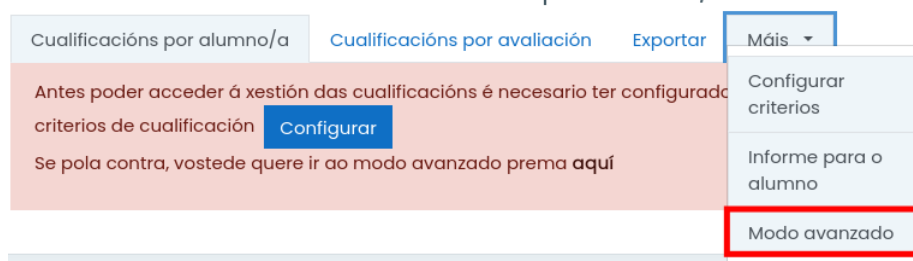 Cualificacións por alumno/a Cualificacións por avaliación Exportar Máis
Antes poder acceder á xestión das cualificacións é necesario ter configurado
criterios de cualificación Configurar
Se pola contra, vostede quere ir ao modo avanzado prema aquí
Configurar
criterios
Informe para o
alumno
Modo avanzado